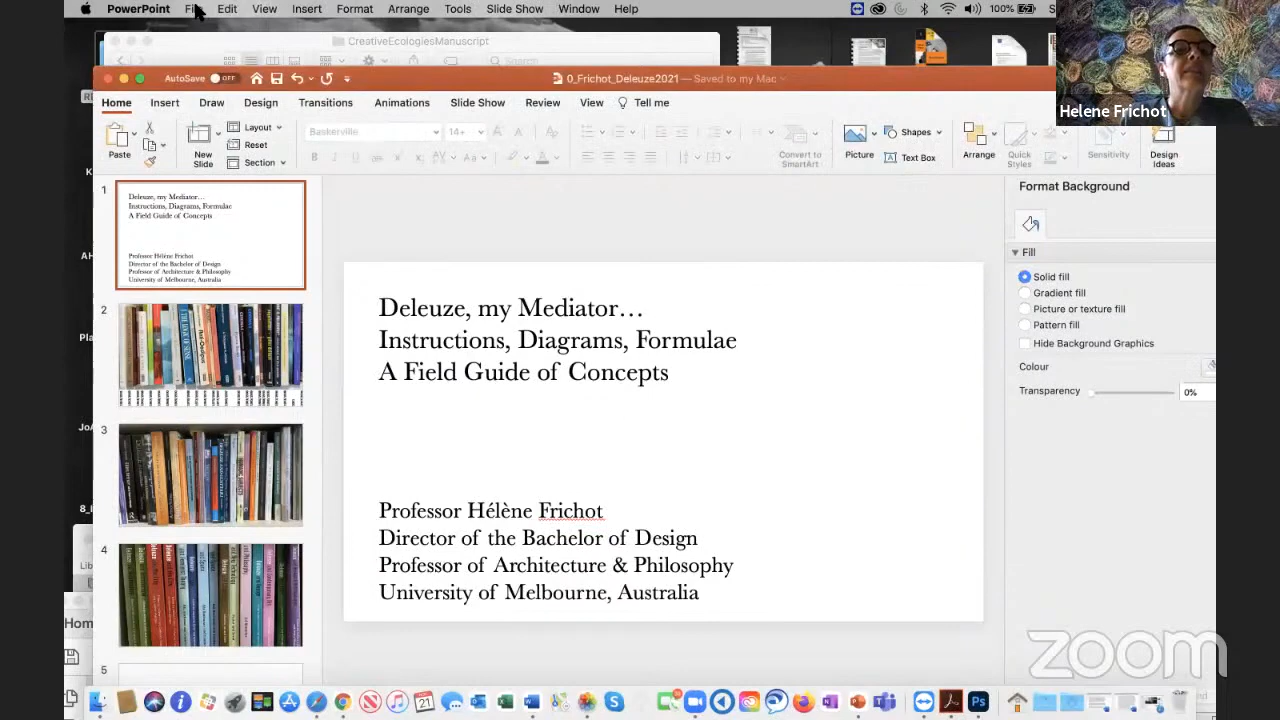 PowerPoint File Edit View Insert Format Arrange Tools Slide Show Window Help 100%
CreativeEcologiesManuscript
Search
AutoSave OFF 0_Frichot_Deleuze2021 — Saved to my Mac
Home Insert Draw Design Transitions Animations Slide Show Review View Tell me
Helene Frichot
Paste
New Slide
Layout
Reset
Section
Baskerville 14+
Convert to SmartArt
Picture
Shapes
Text Box
Arrange
Quick Styles
Sensitivity
Design Ideas
1
Deleuze, my Mediator…
Instructions, Diagrams, Formulae
A Field Guide of Concepts
Professor Hélène Frichot
Director of the Bachelor of Design
Professor of Architecture & Philosophy
University of Melbourne, Australia
2
3
4
5
Deleuze, my Mediator…
Instructions, Diagrams, Formulae
A Field Guide of Concepts
Professor Hélène Frichot
Director of the Bachelor of Design
Professor of Architecture & Philosophy
University of Melbourne, Australia
Format Background
Fill
Solid fill
Gradient fill
Picture or texture fill
Pattern fill
Hide Background Graphics
Colour
Transparency 0%
zoom